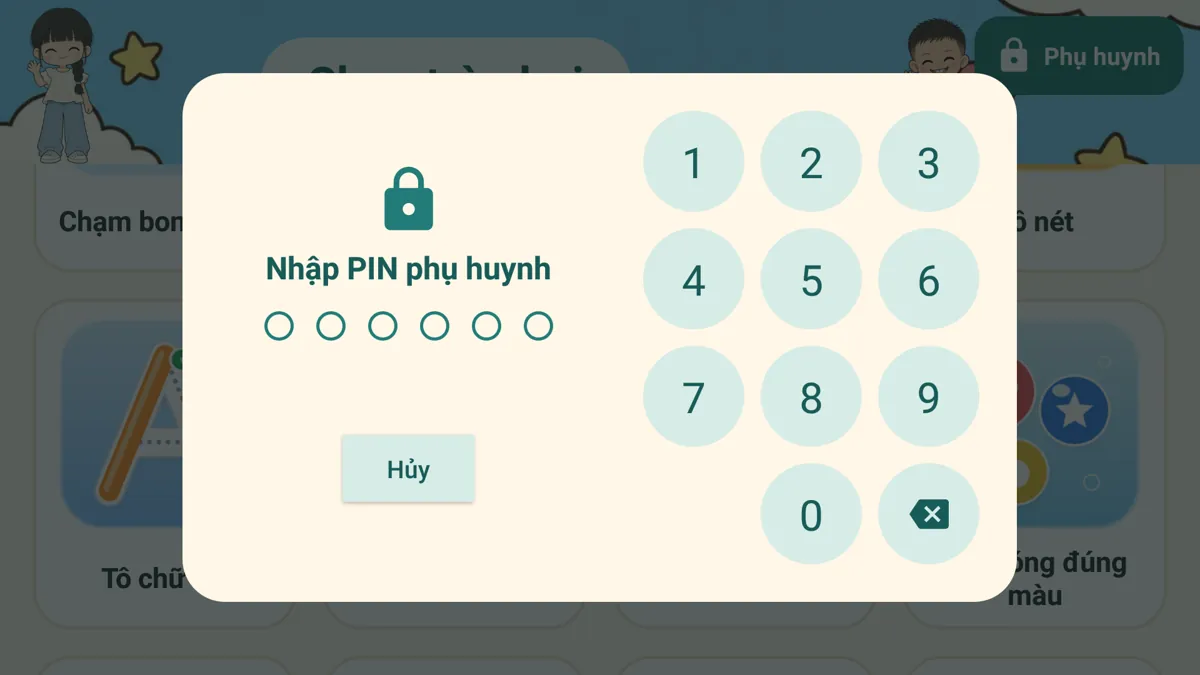 Phụ huynh
Chạm bon
ô nét
Nhập PIN phụ huynh
Hủy
1 2 3
4 5 6
7 8 9
0
Tô chữ
óng đúng
màu